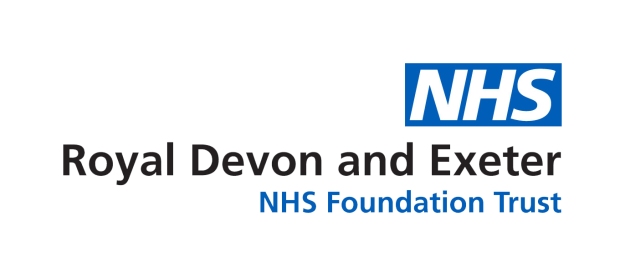 NHS
Royal Devon and Exeter
NHS Foundation Trust